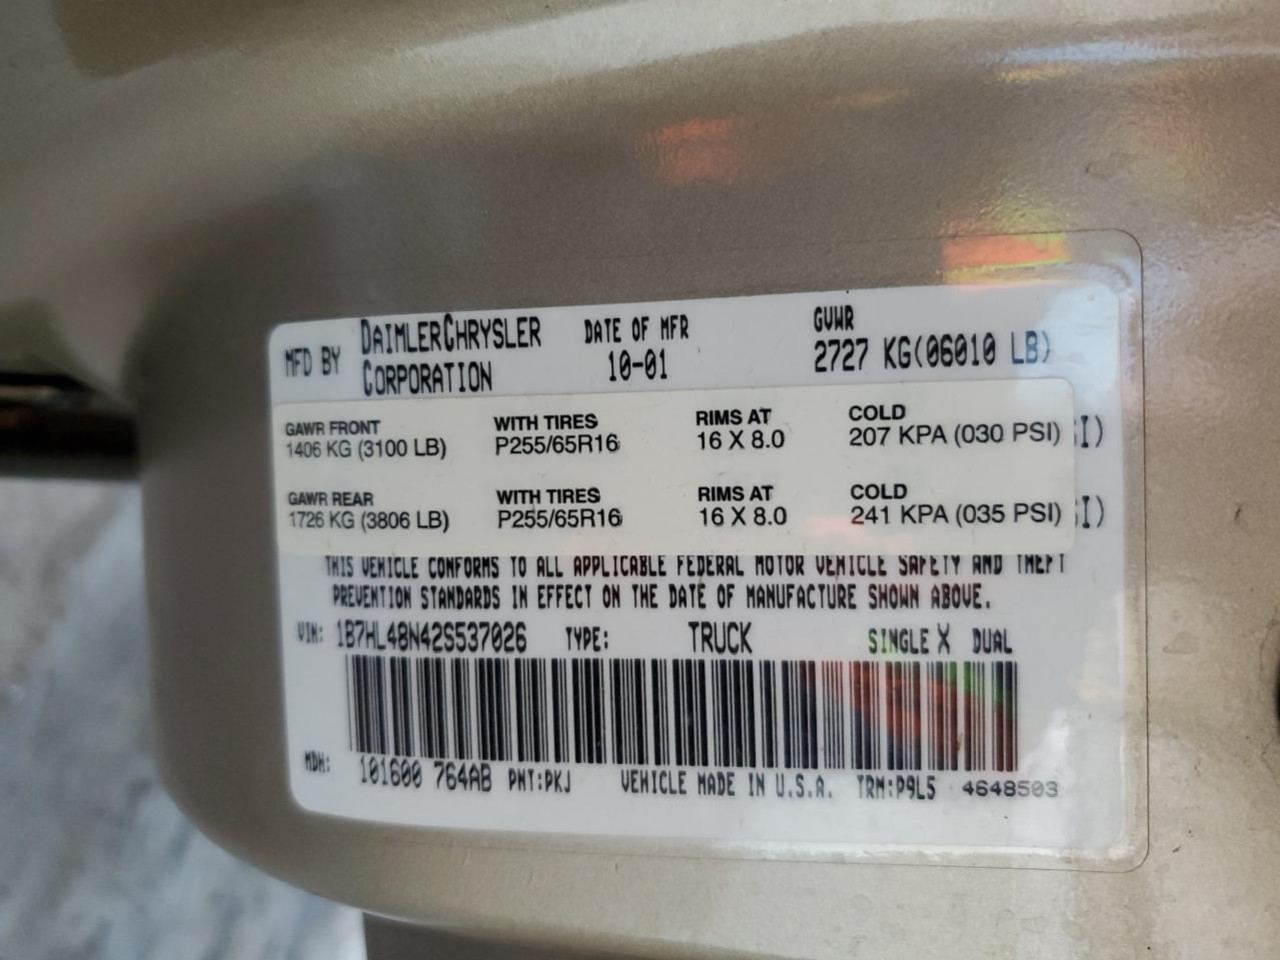 MFD BY DAIMLERCHRYSLER CORPORATION DATE OF MFR 10-01 GVWR 2727 KG(06010 LB)
GAWR FRONT WITH TIRES RIMS AT COLD
1406 KG (3100 LB) P255/65R16 16 X 8.0 207 KPA (030 PSI) SI)
GAWR REAR WITH TIRES RIMS AT COLD
1726 KG (3806 LB) P255/65R16 16 X 8.0 241 KPA (035 PSI) SI)
THIS VEHICLE CONFORMS TO ALL APPLICABLE FEDERAL MOTOR VEHICLE SAFETY AND THEFT
PREVENTION STANDARDS IN EFFECT ON THE DATE OF MANUFACTURE SHOWN ABOVE.
VIN: 1B7HL48N42S537026 TYPE: TRUCK SINGLE X DUAL
MDH: 101600 764AB PNT:PKJ VEHICLE MADE IN U.S.A. TRM:P9L5 4648503